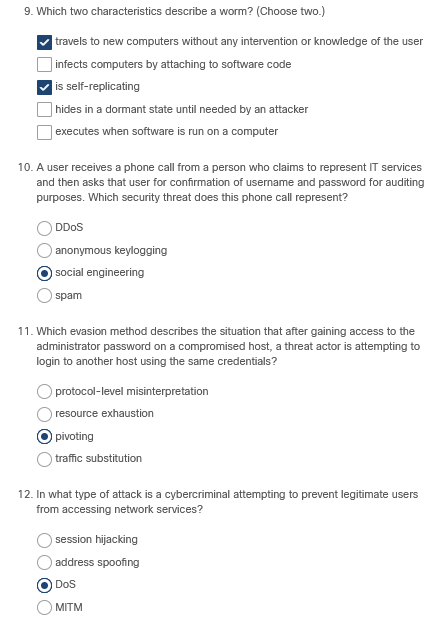 9. Which two characteristics describe a worm? (Choose two.)
travels to new computers without any intervention or knowledge of the user
infects computers by attaching to software code
is self-replicating
hides in a dormant state until needed by an attacker
executes when software is run on a computer
10. A user receives a phone call from a person who claims to represent IT services
and then asks that user for confirmation of username and password for auditing
purposes. Which security threat does this phone call represent?
DDoS
anonymous keylogging
social engineering
spam
11. Which evasion method describes the situation that after gaining access to the
administrator password on a compromised host, a threat actor is attempting to
login to another host using the same credentials?
protocol-level misinterpretation
resource exhaustion
pivoting
traffic substitution
12. In what type of attack is a cybercriminal attempting to prevent legitimate users
from accessing network services?
session hijacking
address spoofing
DoS
MITM